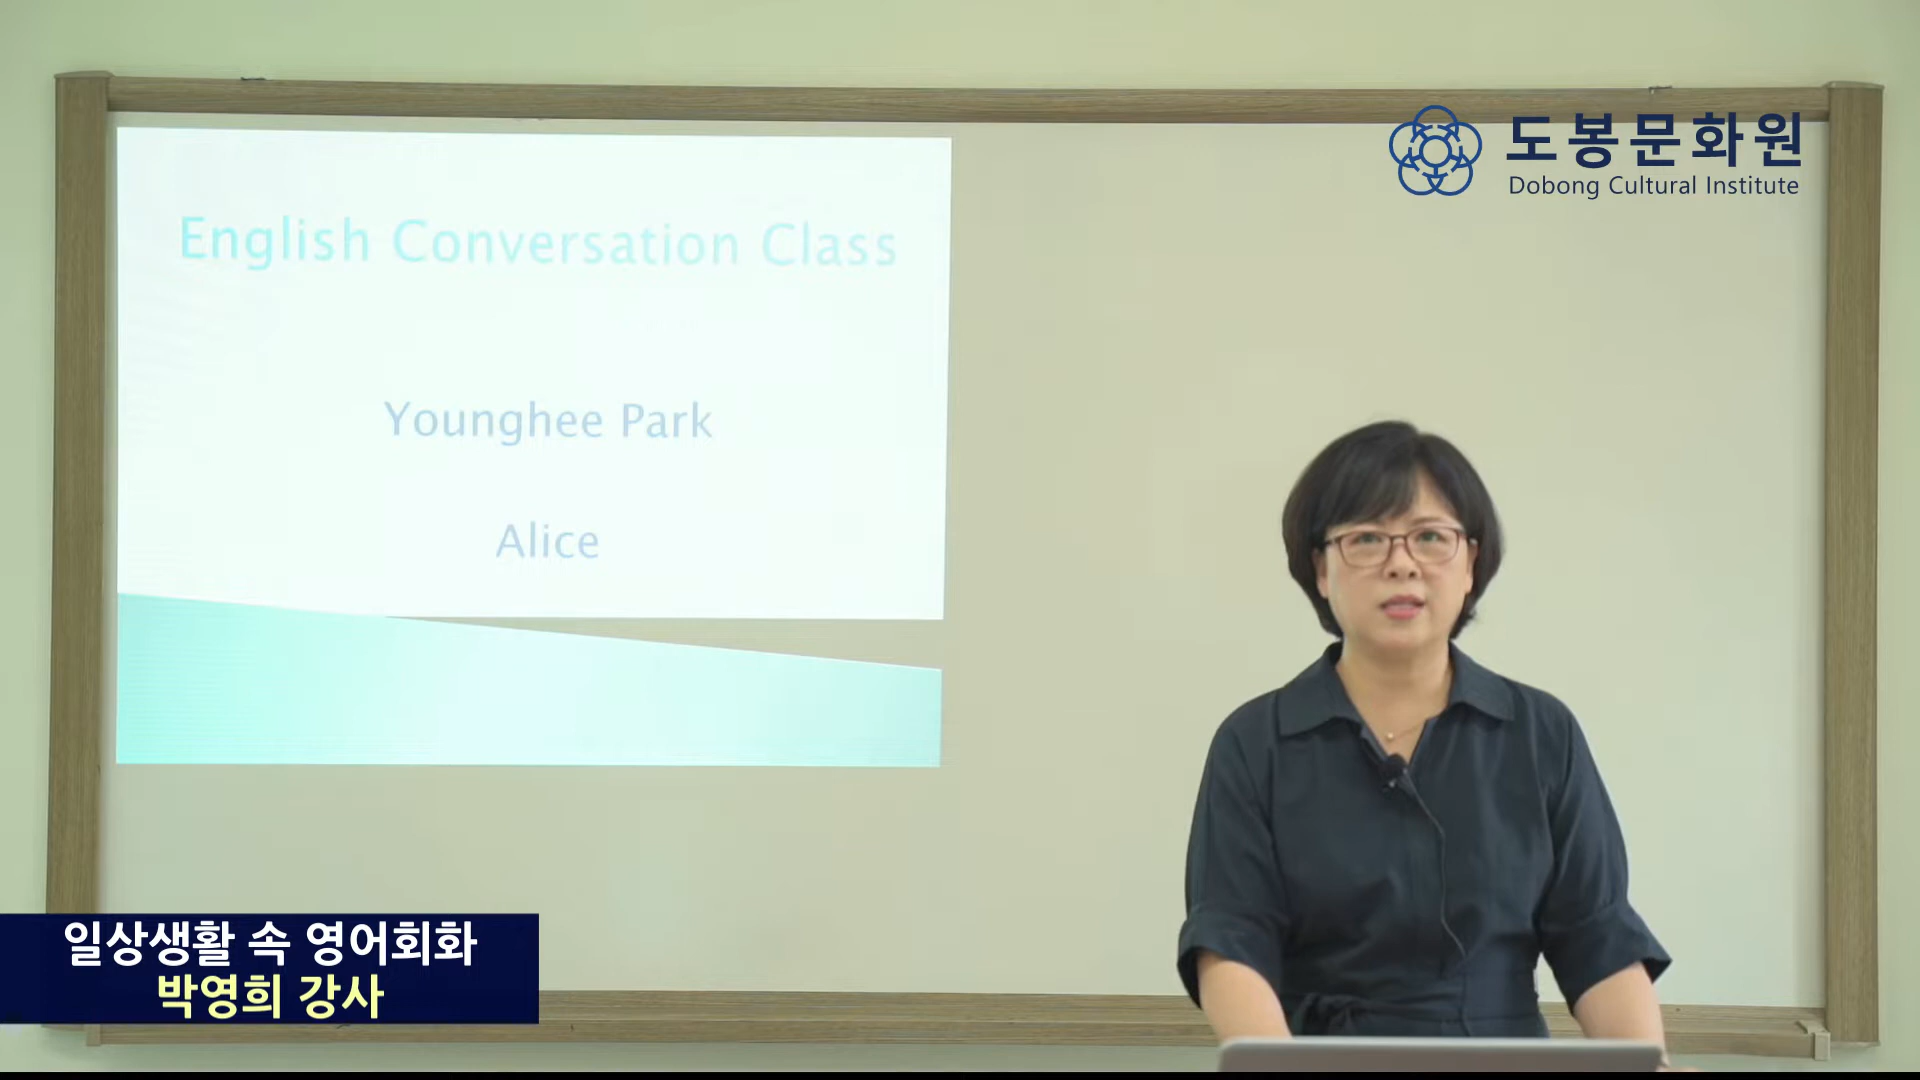 도봉문화원
Dobong Cultural Institute
English Conversation Class
Younghee Park
Alice
일상생활 속 영어회화
박영희 강사